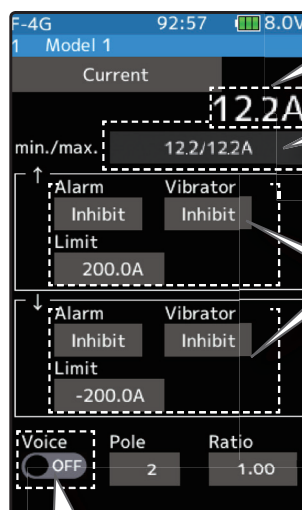 F-4G 92:57 8.0V
1 Model 1
Current
12.2A
min./max. 12.2/12.2A
↑
Alarm Vibrator
Inhibit Inhibit
Limit
200.0A
↓
Alarm Vibrator
Inhibit Inhibit
Limit
-200.0A
Voice Pole Ratio
OFF 2 1.00